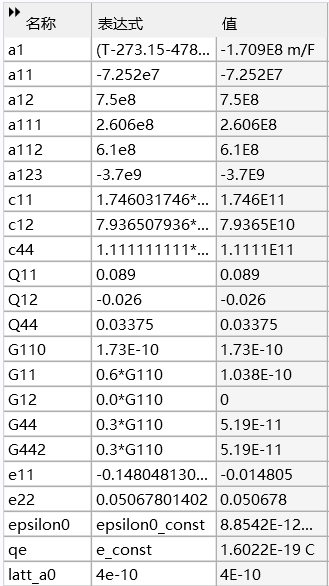 名称 表达式 值
a1 (T-273.15-478... -1.709E8 m/F
a11 -7.252e7 -7.252E7
a12 7.5e8 7.5E8
a111 2.606e8 2.606E8
a112 6.1e8 6.1E8
a123 -3.7e9 -3.7E9
c11 1.746031746*... 1.746E11
c12 7.936507936*... 7.9365E10
c44 1.111111111*... 1.1111E11
Q11 0.089 0.089
Q12 -0.026 -0.026
Q44 0.03375 0.03375
G110 1.73E-10 1.73E-10
G11 0.6*G110 1.038E-10
G12 0.0*G110 0
G44 0.3*G110 5.19E-11
G442 0.3*G110 5.19E-11
e11 -0.148048130... -0.014805
e22 0.05067801402 0.050678
epsilon0 epsilon0_const 8.8542E-12...
qe e_const 1.6022E-19 C
latt_a0 4e-10 4E-10